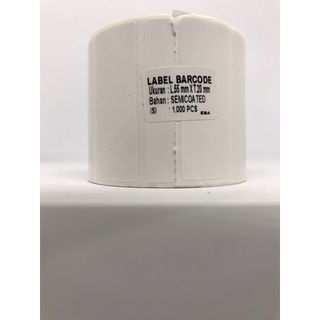 LABEL BARCODE
Ukuran : L.55 mm X T.20 mm
Bahan : SEMICOATED
ISI : 1.000 PCS